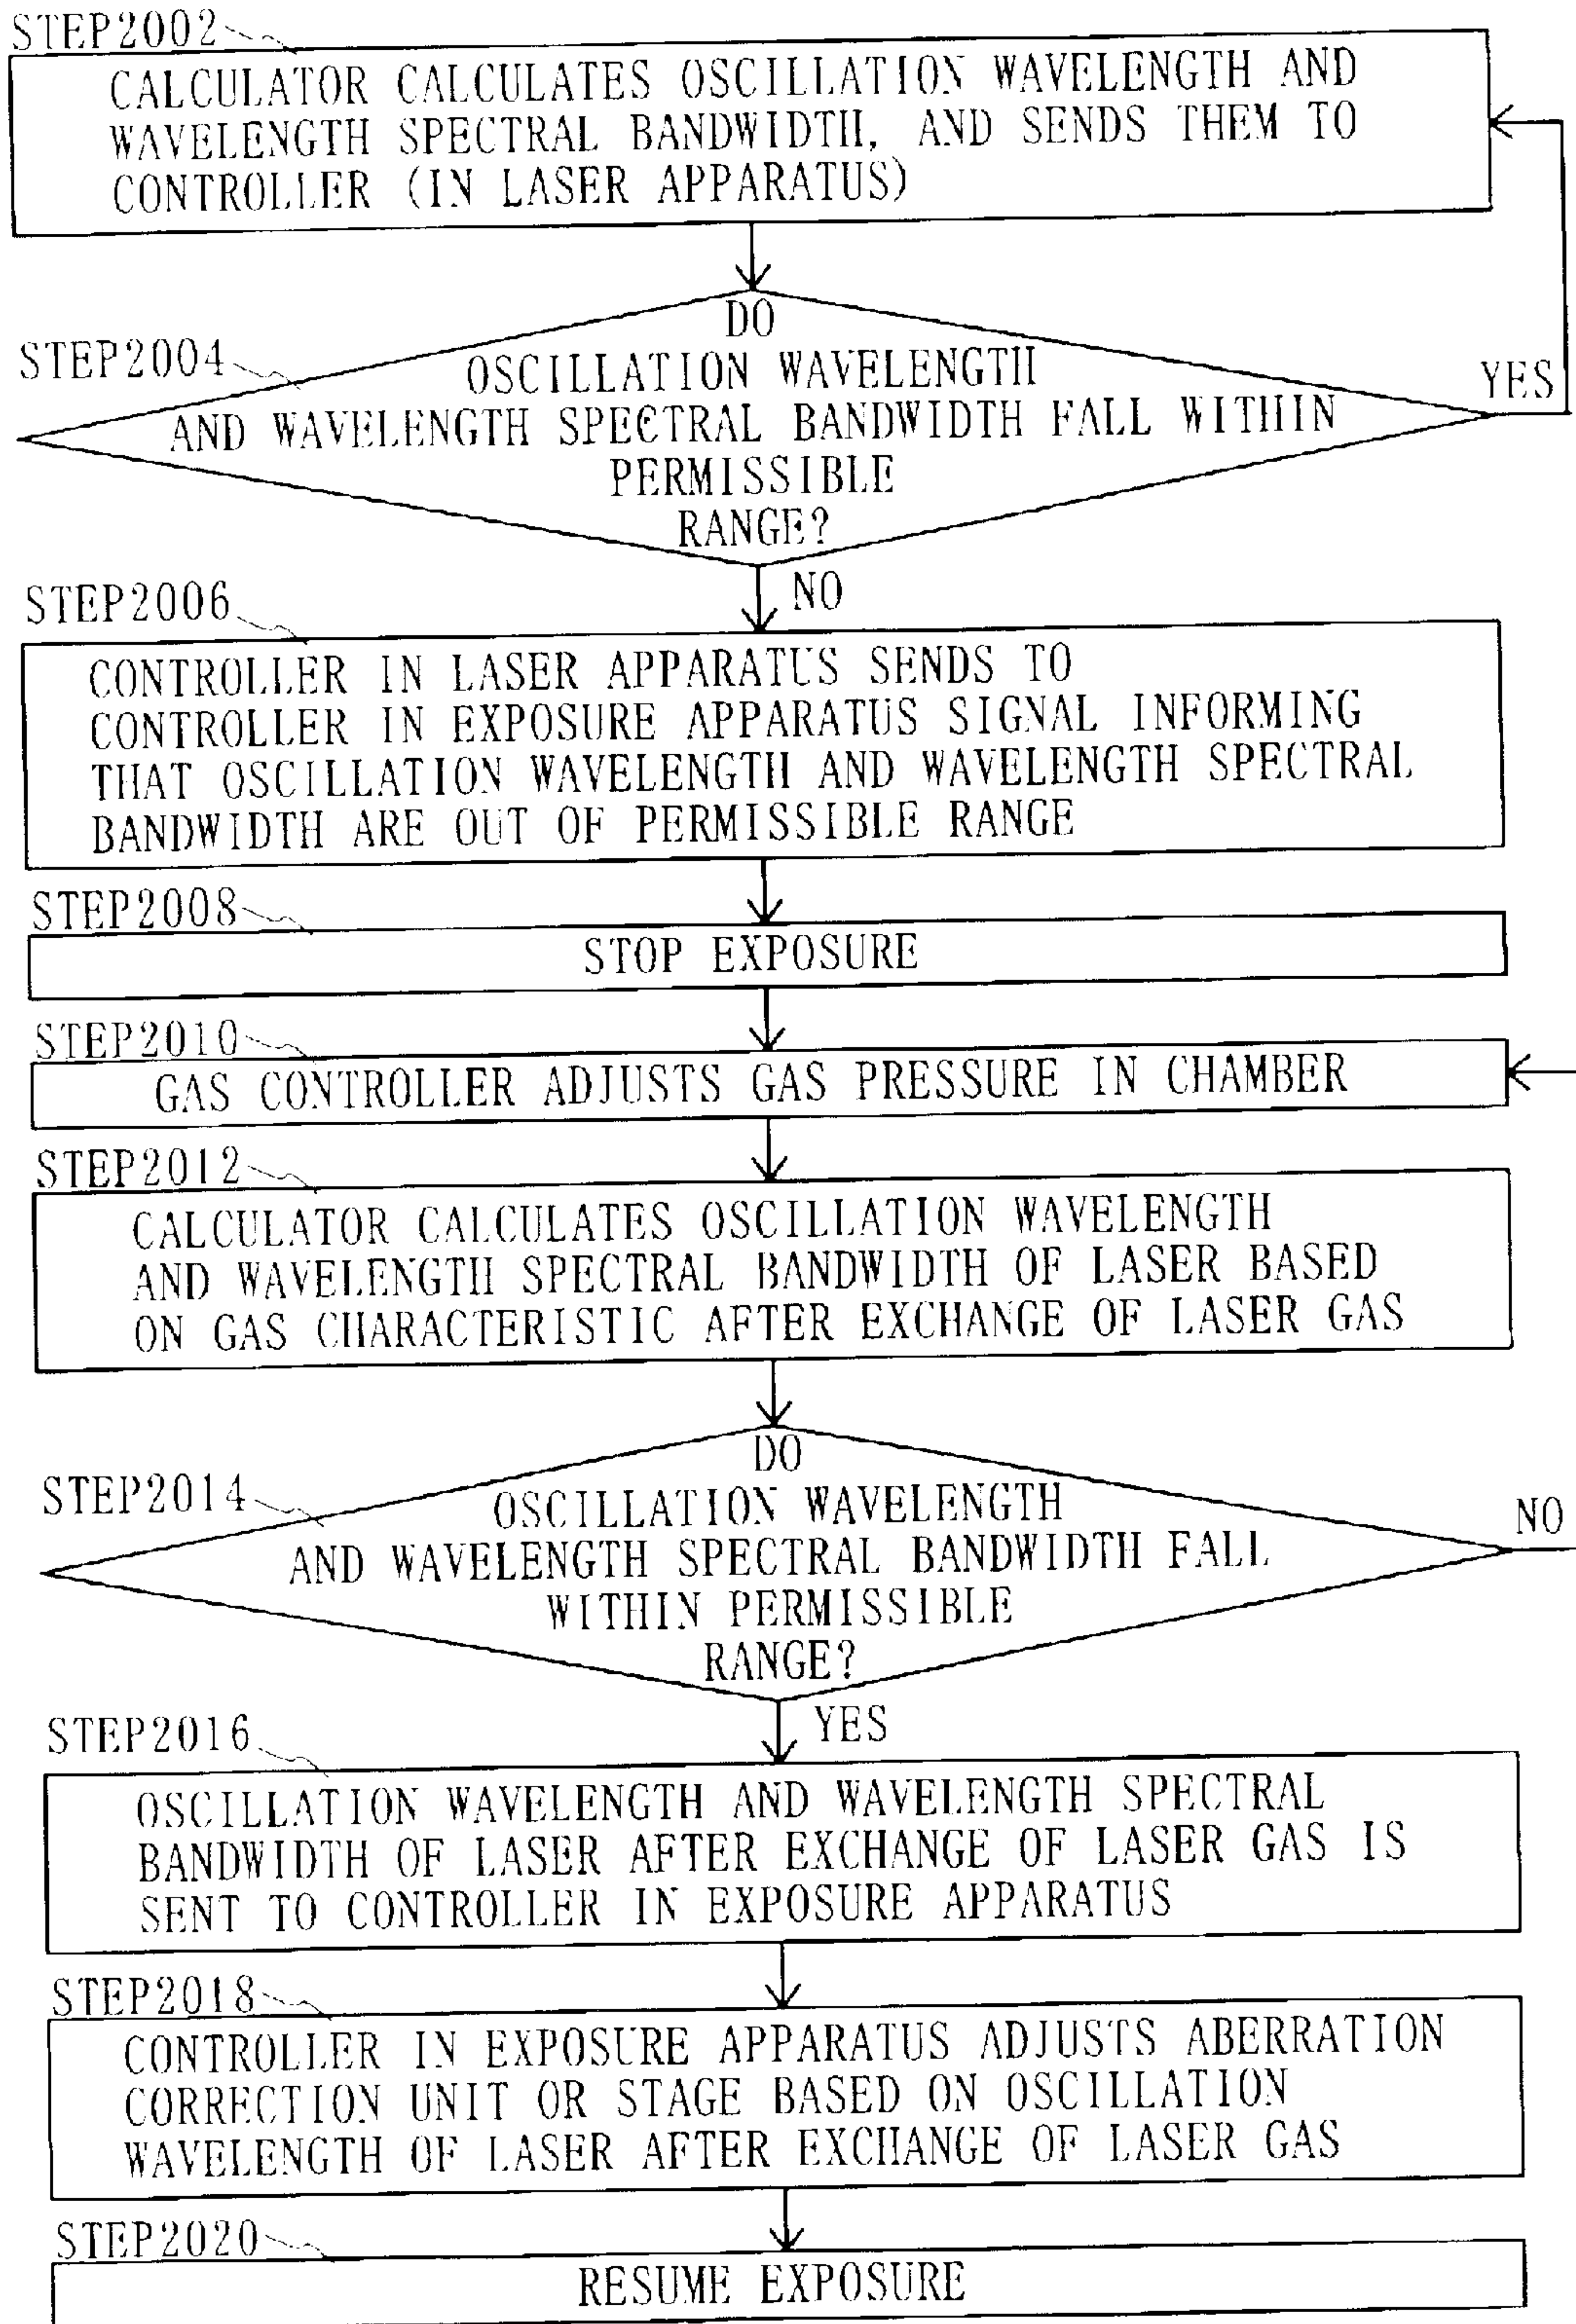 STEP2002
CALCULATOR CALCULATES OSCILLATION WAVELENGTH AND
WAVELENGTH SPECTRAL BANDWIDTH, AND SENDS THEM TO
CONTROLLER (IN LASER APPARATUS)
STEP2004
DO
OSCILLATION WAVELENGTH
AND WAVELENGTH SPECTRAL BANDWIDTH FALL WITHIN
PERMISSIBLE
RANGE?
YES
NO
STEP2006
CONTROLLER IN LASER APPARATUS SENDS TO
CONTROLLER IN EXPOSURE APPARATUS SIGNAL INFORMING
THAT OSCILLATION WAVELENGTH AND WAVELENGTH SPECTRAL
BANDWIDTH ARE OUT OF PERMISSIBLE RANGE
STEP2008
STOP EXPOSURE
STEP2010
GAS CONTROLLER ADJUSTS GAS PRESSURE IN CHAMBER
STEP2012
CALCULATOR CALCULATES OSCILLATION WAVELENGTH
AND WAVELENGTH SPECTRAL BANDWIDTH OF LASER BASED
ON GAS CHARACTERISTIC AFTER EXCHANGE OF LASER GAS
STEP2014
DO
OSCILLATION WAVELENGTH
AND WAVELENGTH SPECTRAL BANDWIDTH FALL
WITHIN PERMISSIBLE
RANGE?
NO
YES
STEP2016
OSCILLATION WAVELENGTH AND WAVELENGTH SPECTRAL
BANDWIDTH OF LASER AFTER EXCHANGE OF LASER GAS IS
SENT TO CONTROLLER IN EXPOSURE APPARATUS
STEP2018
CONTROLLER IN EXPOSURE APPARATUS ADJUSTS ABERRATION
CORRECTION UNIT OR STAGE BASED ON OSCILLATION
WAVELENGTH OF LASER AFTER EXCHANGE OF LASER GAS
STEP2020
RESUME EXPOSURE